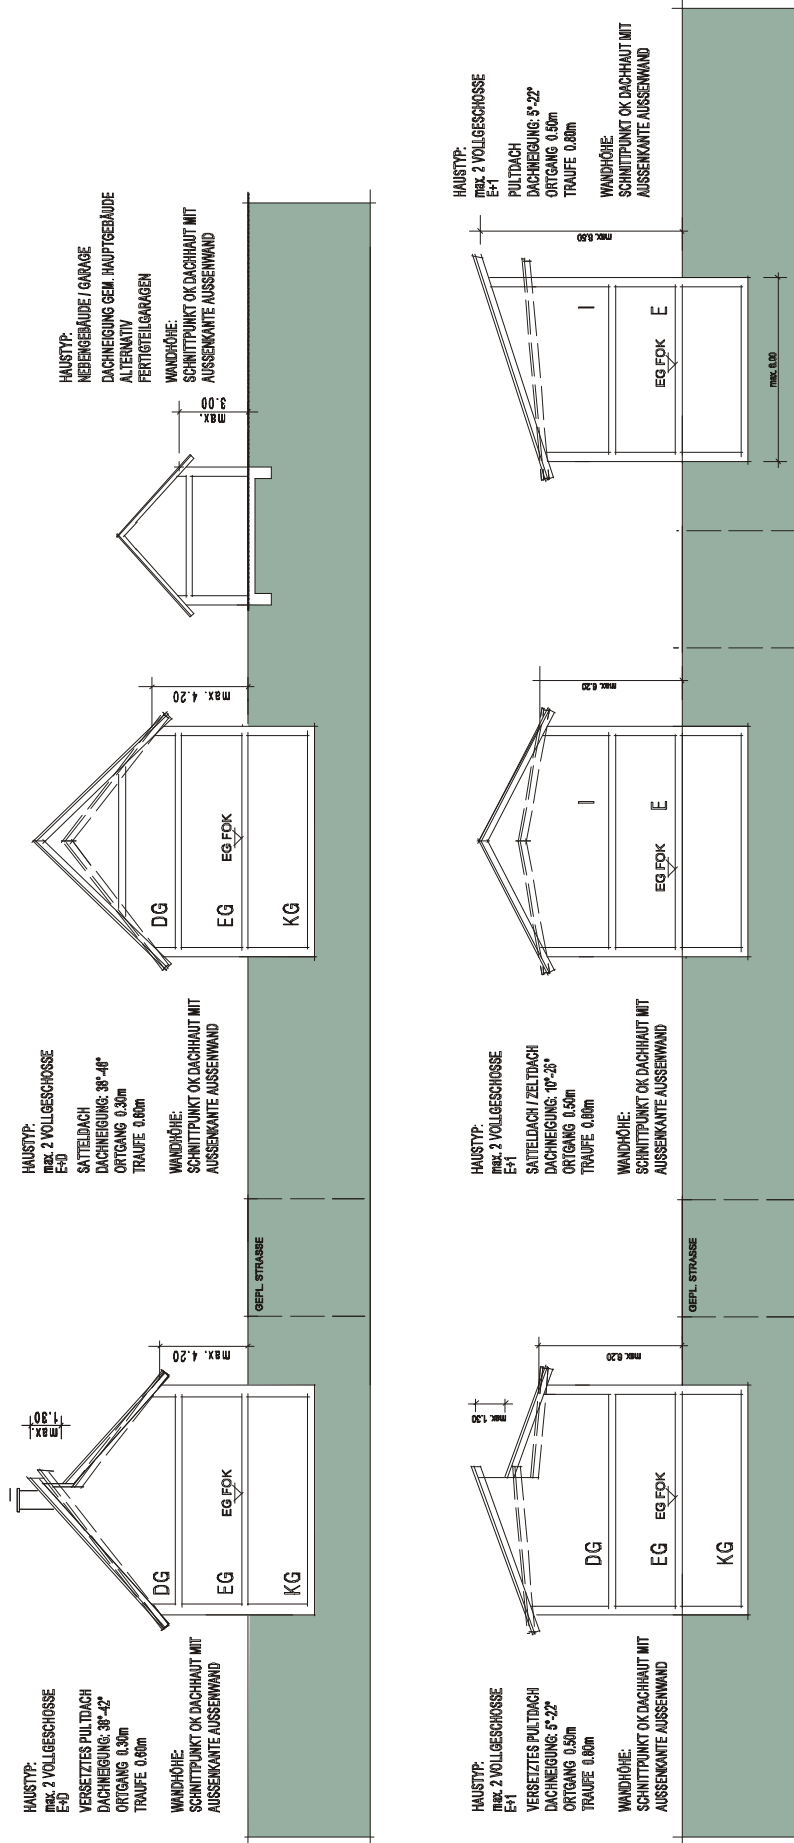 HAUSTYP:
max. 2 VOLLGESCHOSSE
E+D
VERSETZTES PULTDACH
DACHNEIGUNG: 38°-42°
ORTGANG 0.30m
TRAUFE 0.60m
WANDHÖHE:
SCHNITTPUNKT OK DACHHAUT MIT
AUSSENKANTE AUSSENWAND
max.
1.30
max. 4.20
DG
EG
EG FOK
KG
GEPL. STRASSE
HAUSTYP:
max. 2 VOLLGESCHOSSE
E+D
SATTELDACH
DACHNEIGUNG: 38°-48°
ORTGANG 0.30m
TRAUFE 0.60m
WANDHÖHE:
SCHNITTPUNKT OK DACHHAUT MIT
AUSSENKANTE AUSSENWAND
DG
EG
EG FOK
KG
max. 4.20
HAUSTYP:
NEBENGEBÄUDE / GARAGE
DACHNEIGUNG GEM. HAUPTGEBÄUDE
ALTERNATIV
FERTIGTEILGARAGEN
WANDHÖHE:
SCHNITTPUNKT OK DACHHAUT MIT
AUSSENKANTE AUSSENWAND
max.
3.00
HAUSTYP:
max. 2 VOLLGESCHOSSE
E+1
VERSETZTES PULTDACH
DACHNEIGUNG: 5°-22°
ORTGANG 0.50m
TRAUFE 0.80m
WANDHÖHE:
SCHNITTPUNKT OK DACHHAUT MIT
AUSSENKANTE AUSSENWAND
max. 1.30
max. 6.20
DG
EG
EG FOK
KG
GEPL. STRASSE
HAUSTYP:
max. 2 VOLLGESCHOSSE
E+1
SATTELDACH / ZELTDACH
DACHNEIGUNG: 10°-26°
ORTGANG 0.50m
TRAUFE 0.80m
WANDHÖHE:
SCHNITTPUNKT OK DACHHAUT MIT
AUSSENKANTE AUSSENWAND
I
E
EG FOK
max. 6.20
HAUSTYP:
max. 2 VOLLGESCHOSSE
E+1
PULTDACH
DACHNEIGUNG: 5°-22°
ORTGANG 0.50m
TRAUFE 0.80m
WANDHÖHE:
SCHNITTPUNKT OK DACHHAUT MIT
AUSSENKANTE AUSSENWAND
max. 8.50
I
E
EG FOK
max. 8.00